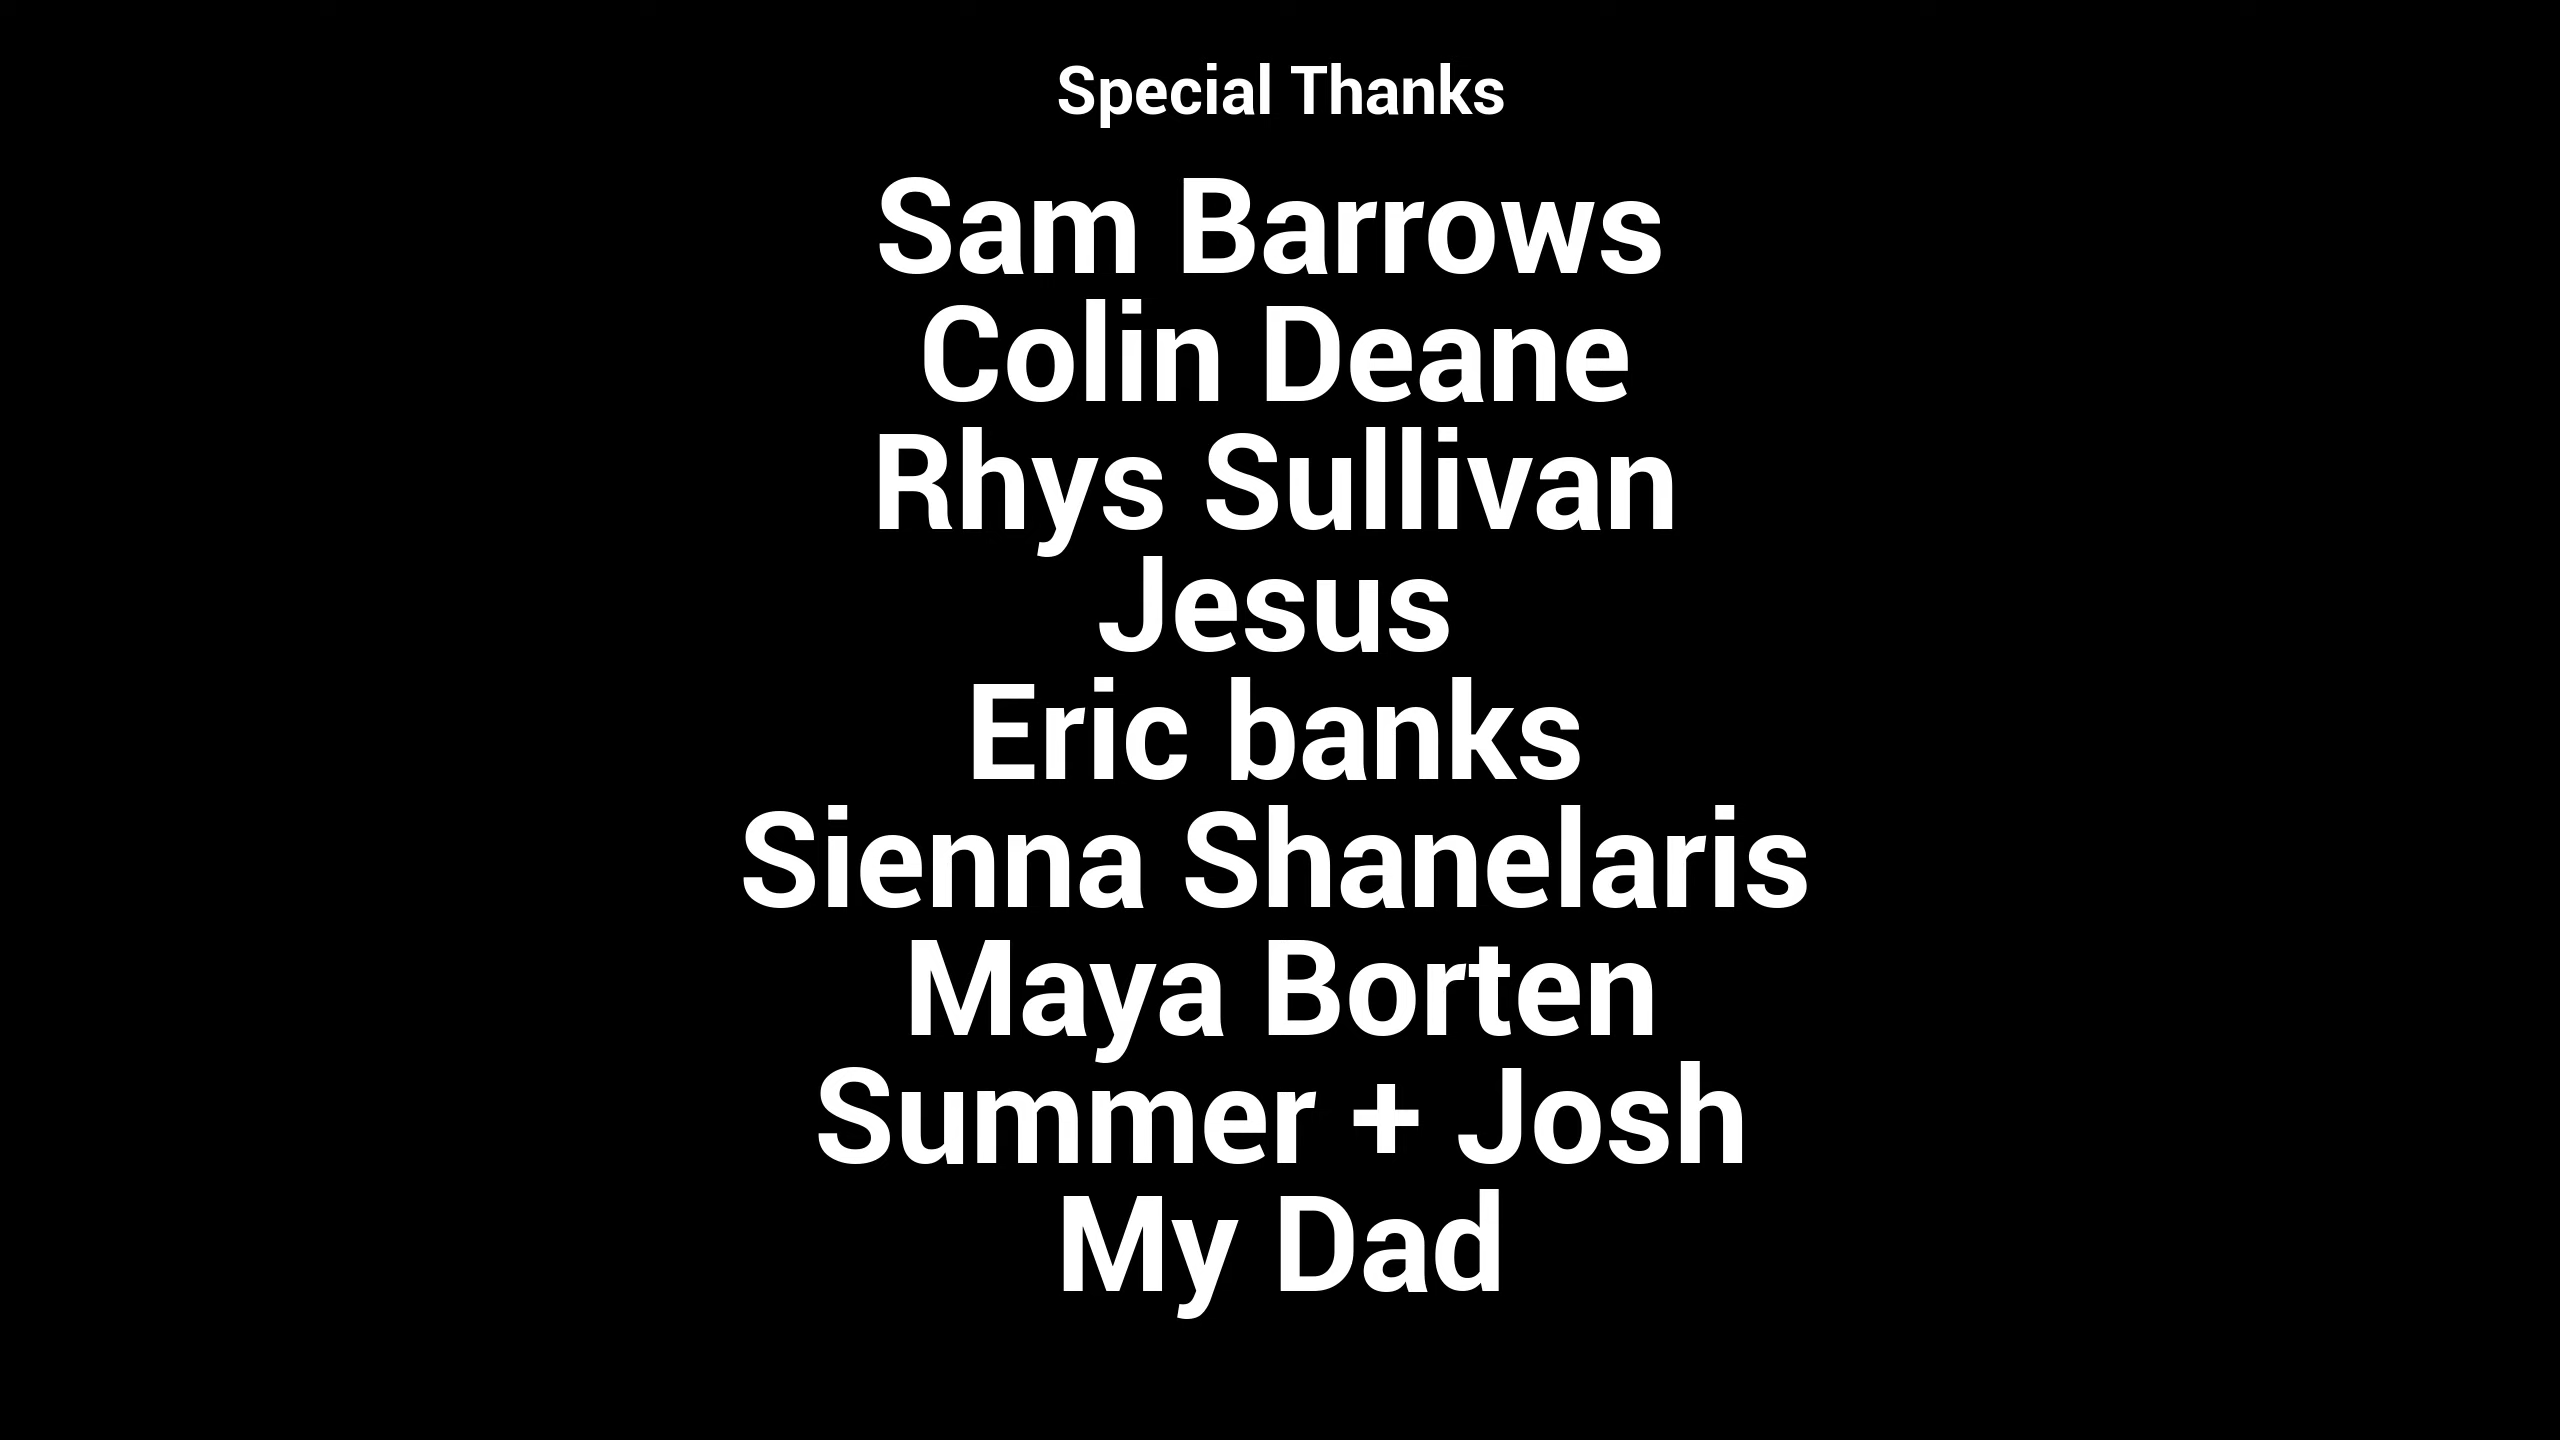 Special Thanks
Sam Barrows
Colin Deane
Rhys Sullivan
Jesus
Eric banks
Sienna Shanelaris
Maya Borten
Summer + Josh
My Dad